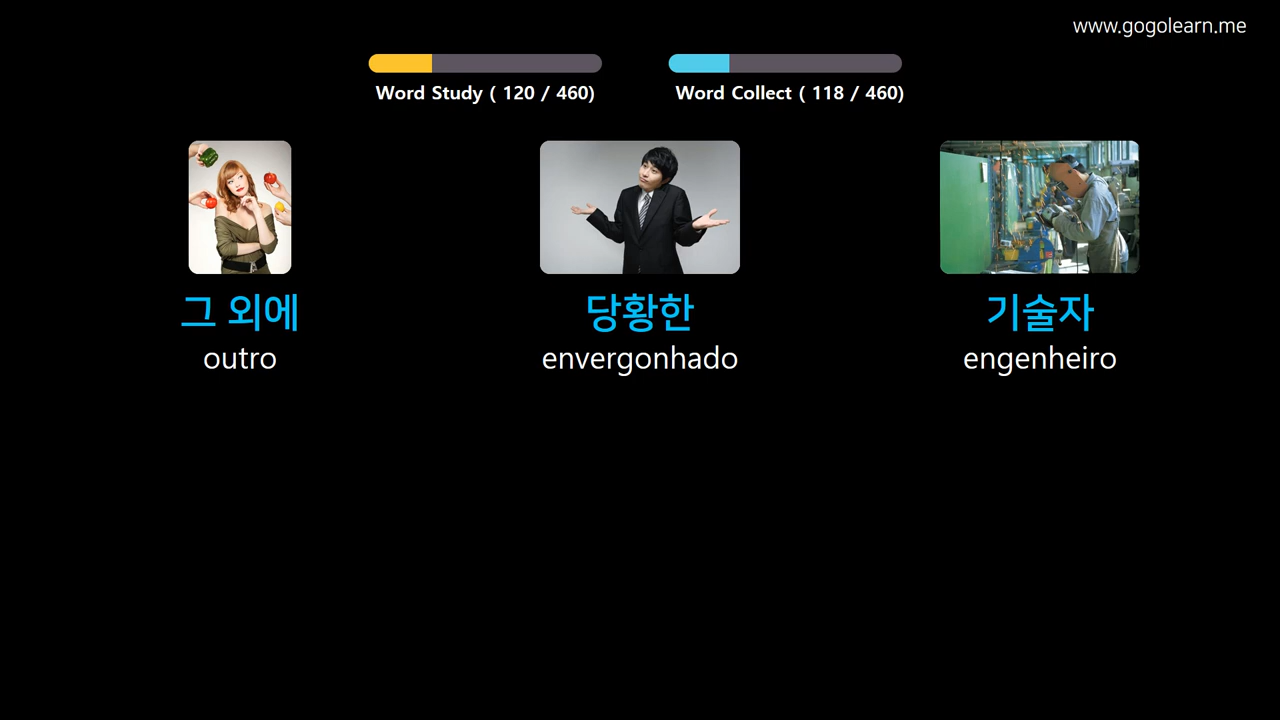 www.gogolearn.me
Word Study ( 120 / 460)
Word Collect ( 118 / 460)
그 외에
outro
당황한
envergonhado
기술자
engenheiro